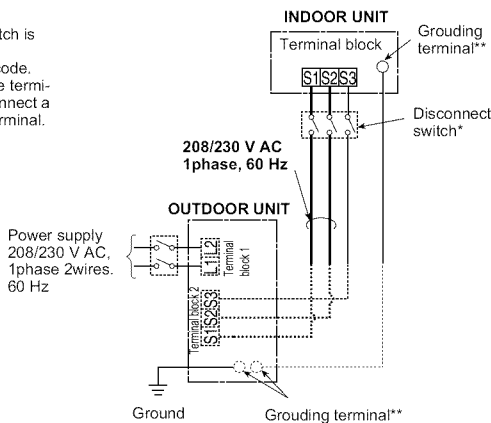 tch is
code.
e termi-
nnect a
rminal.
INDOOR UNIT
Terminal block
S1 S2 S3
Grouding
terminal**
Disconnect
switch*
208/230 V AC
1phase, 60 Hz
OUTDOOR UNIT
Power supply
208/230 V AC,
1phase 2wires.
60 Hz
L1 L2
Terminal
block 1
Terminal block 2
S1 S2 S3
Ground
Grouding terminal**